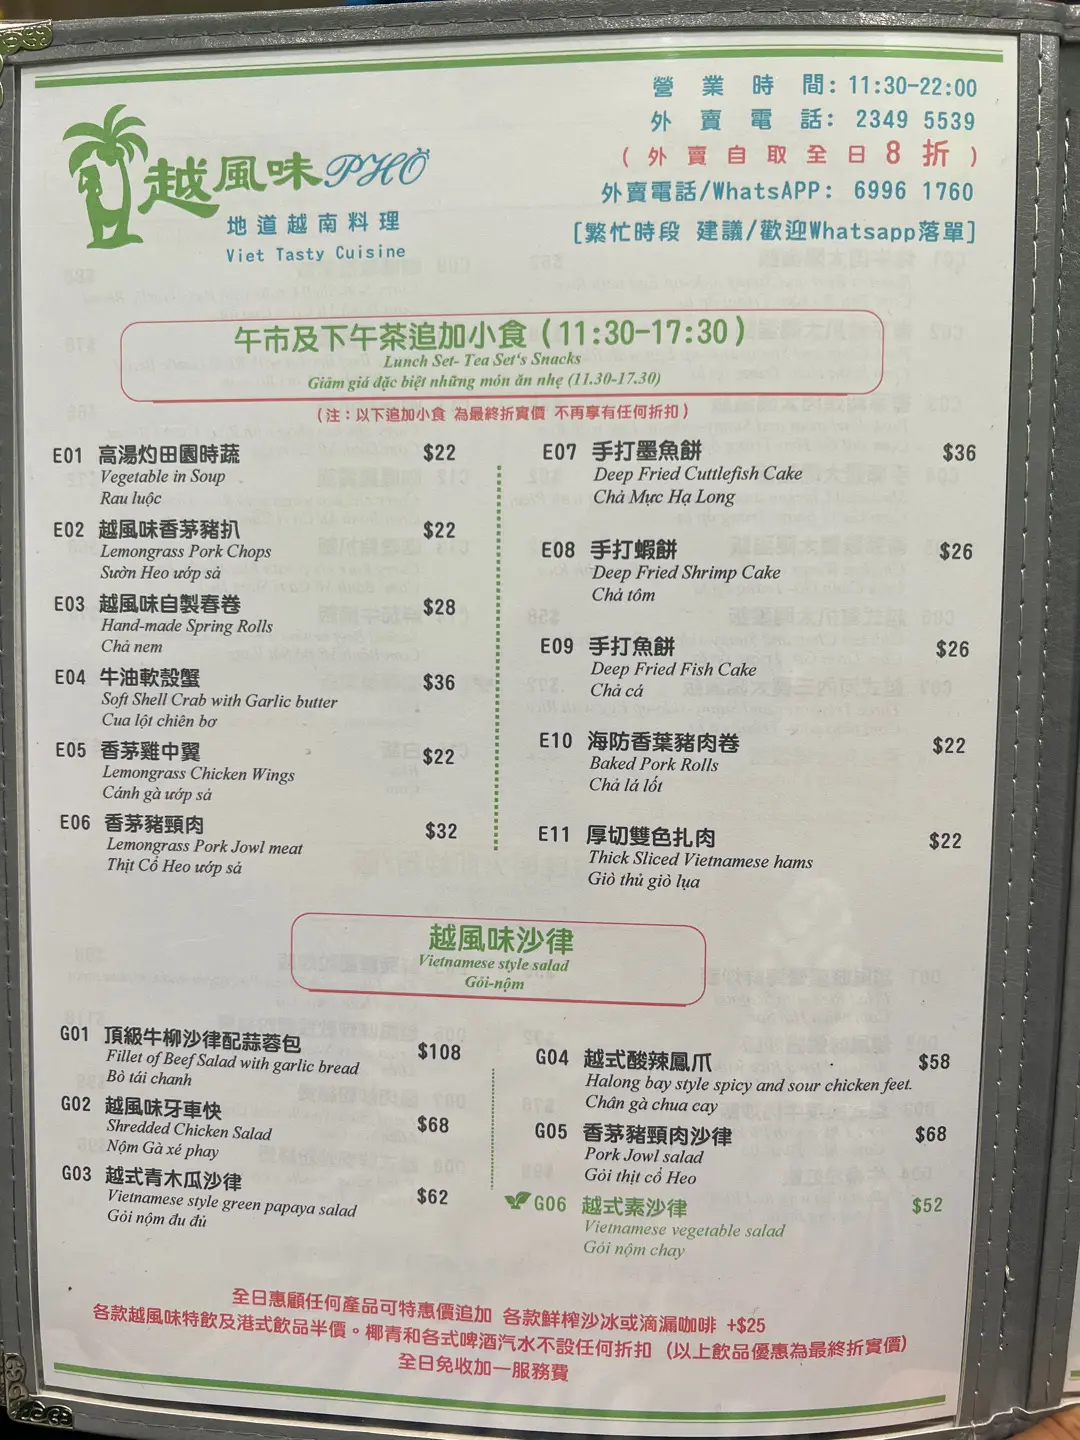 越風味 PHỞ
地道越南料理
Viet Tasty Cuisine
營業時間: 11:30-22:00
外賣電話: 2349 5539
(外賣自取全日8折)
外賣電話/WhatsAPP: 6996 1760
[繁忙時段 建議/歡迎Whatsapp落單]
午市及下午茶追加小食 (11:30-17:30)
Lunch Set- Tea Set's Snacks
Giảm giá đặc biệt những món ăn nhẹ (11.30-17.30)
(注：以下追加小食 為最終折實價 不再享有任何折扣)
E01 高湯灼田園時蔬 $22
Vegetable in Soup
Rau luộc
E02 越風味香茅豬扒 $22
Lemongrass Pork Chops
Sườn Heo ướp sả
E03 越風味自製春卷 $28
Hand-made Spring Rolls
Chả nem
E04 牛油軟殼蟹 $36
Soft Shell Crab with Garlic butter
Cua lột chiên bơ
E05 香茅雞中翼 $22
Lemongrass Chicken Wings
Cánh gà ướp sả
E06 香茅豬頸肉 $32
Lemongrass Pork Jowl meat
Thịt Cổ Heo ướp sả
E07 手打墨魚餅 $36
Deep Fried Cuttlefish Cake
Chả Mực Hạ Long
E08 手打蝦餅 $26
Deep Fried Shrimp Cake
Chả tôm
E09 手打魚餅 $26
Deep Fried Fish Cake
Chả cá
E10 海防香葉豬肉卷 $22
Baked Pork Rolls
Chả lá lốt
E11 厚切雙色扎肉 $22
Thick Sliced Vietnamese hams
Giò thủ giò lụa
越風味沙律
Vietnamese style salad
Gỏi-nộm
G01 頂級牛柳沙律配蒜蓉包 $108
Fillet of Beef Salad with garlic bread
Bò tái chanh
G02 越風味牙車快 $68
Shredded Chicken Salad
Nộm Gà xé phay
G03 越式青木瓜沙律 $62
Vietnamese style green papaya salad
Gỏi nộm đu đủ
G04 越式酸辣鳳爪 $58
Halong bay style spicy and sour chicken feet.
Chân gà chua cay
G05 香茅豬頸肉沙律 $68
Pork Jowl salad
Gỏi thịt cổ Heo
G06 越式素沙律 $52
Vietnamese vegetable salad
Gỏi nộm chay
全日惠顧任何產品可特惠價追加 各款鮮榨沙冰或滴漏咖啡 +$25
各款越風味特飲及港式飲品半價。椰青和各式啤酒汽水不設任何折扣 (以上飲品優惠為最終折實價)
全日免收加一服務費